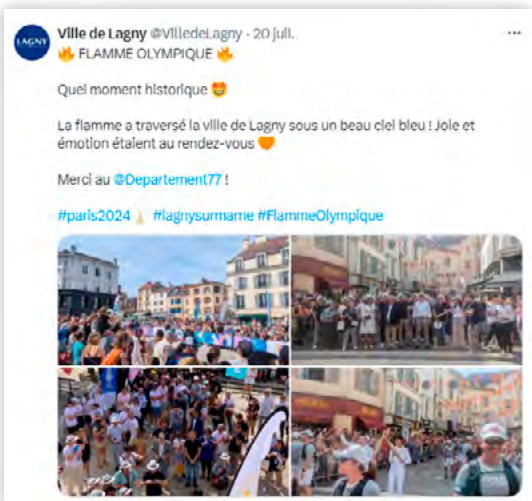 LAGNY
Ville de Lagny @VilledeLagny · 20 juil.
🔥 FLAMME OLYMPIQUE 🔥
Quel moment historique 🤩
La flamme a traversé la ville de Lagny sous un beau ciel bleu ! Joie et
émotion étaient au rendez-vous 🧡
Merci au @Departement77 !
#paris2024 #lagnysurmarne #FlammeOlympique